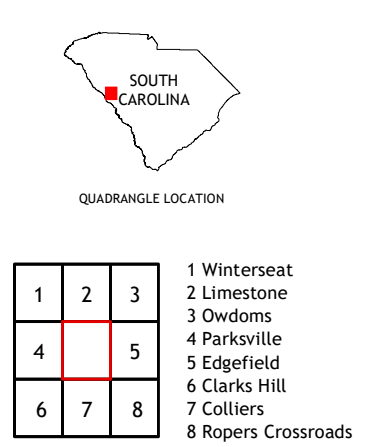 SOUTH
CAROLINA
QUADRANGLE LOCATION
1 2 3
4 5
6 7 8
1 Winterseat
2 Limestone
3 Owdoms
4 Parksville
5 Edgefield
6 Clarks Hill
7 Colliers
8 Ropers Crossroads